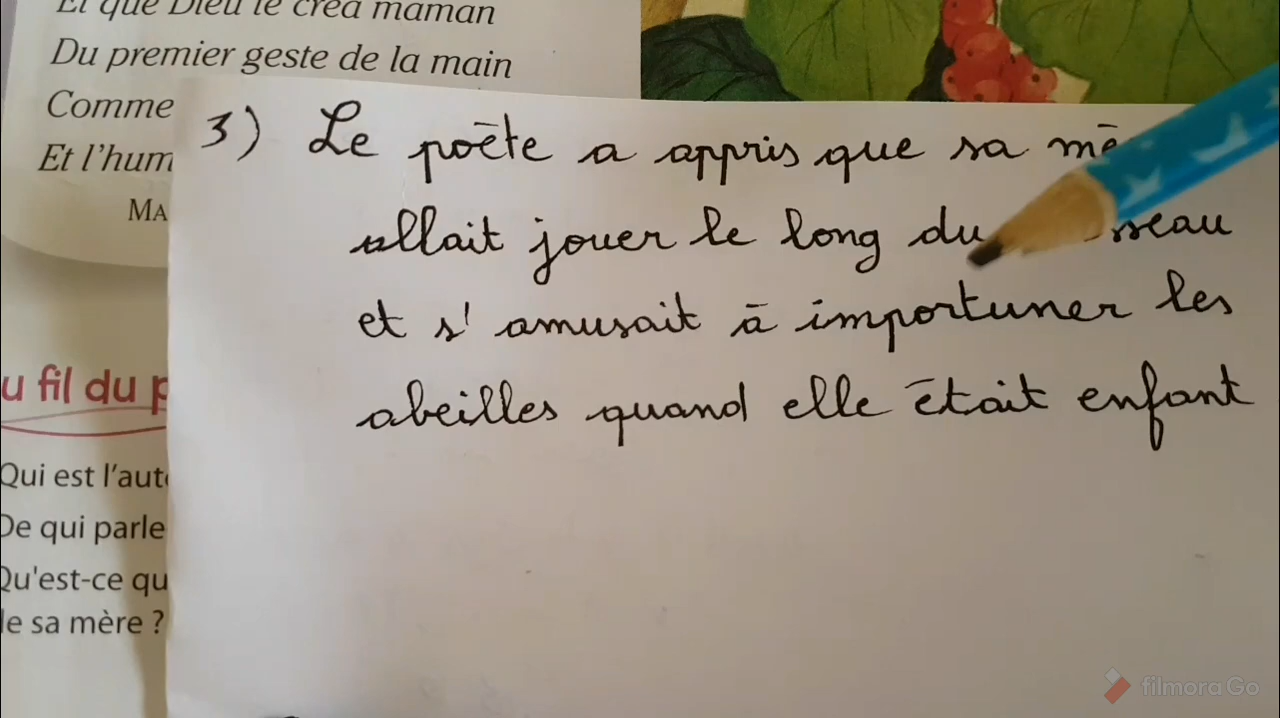 Et que Dieu le créa maman
Du premier geste de la main
Comme
Et l'hum
MA
3) Le poète a appris que sa mè
allait jouer le long du sseau
et s' amusait à importuner les
abeilles quand elle était enfant
u fil du p
Qui est l'aut
De qui parle
Qu'est-ce qu
le sa mère ?
filmora Go